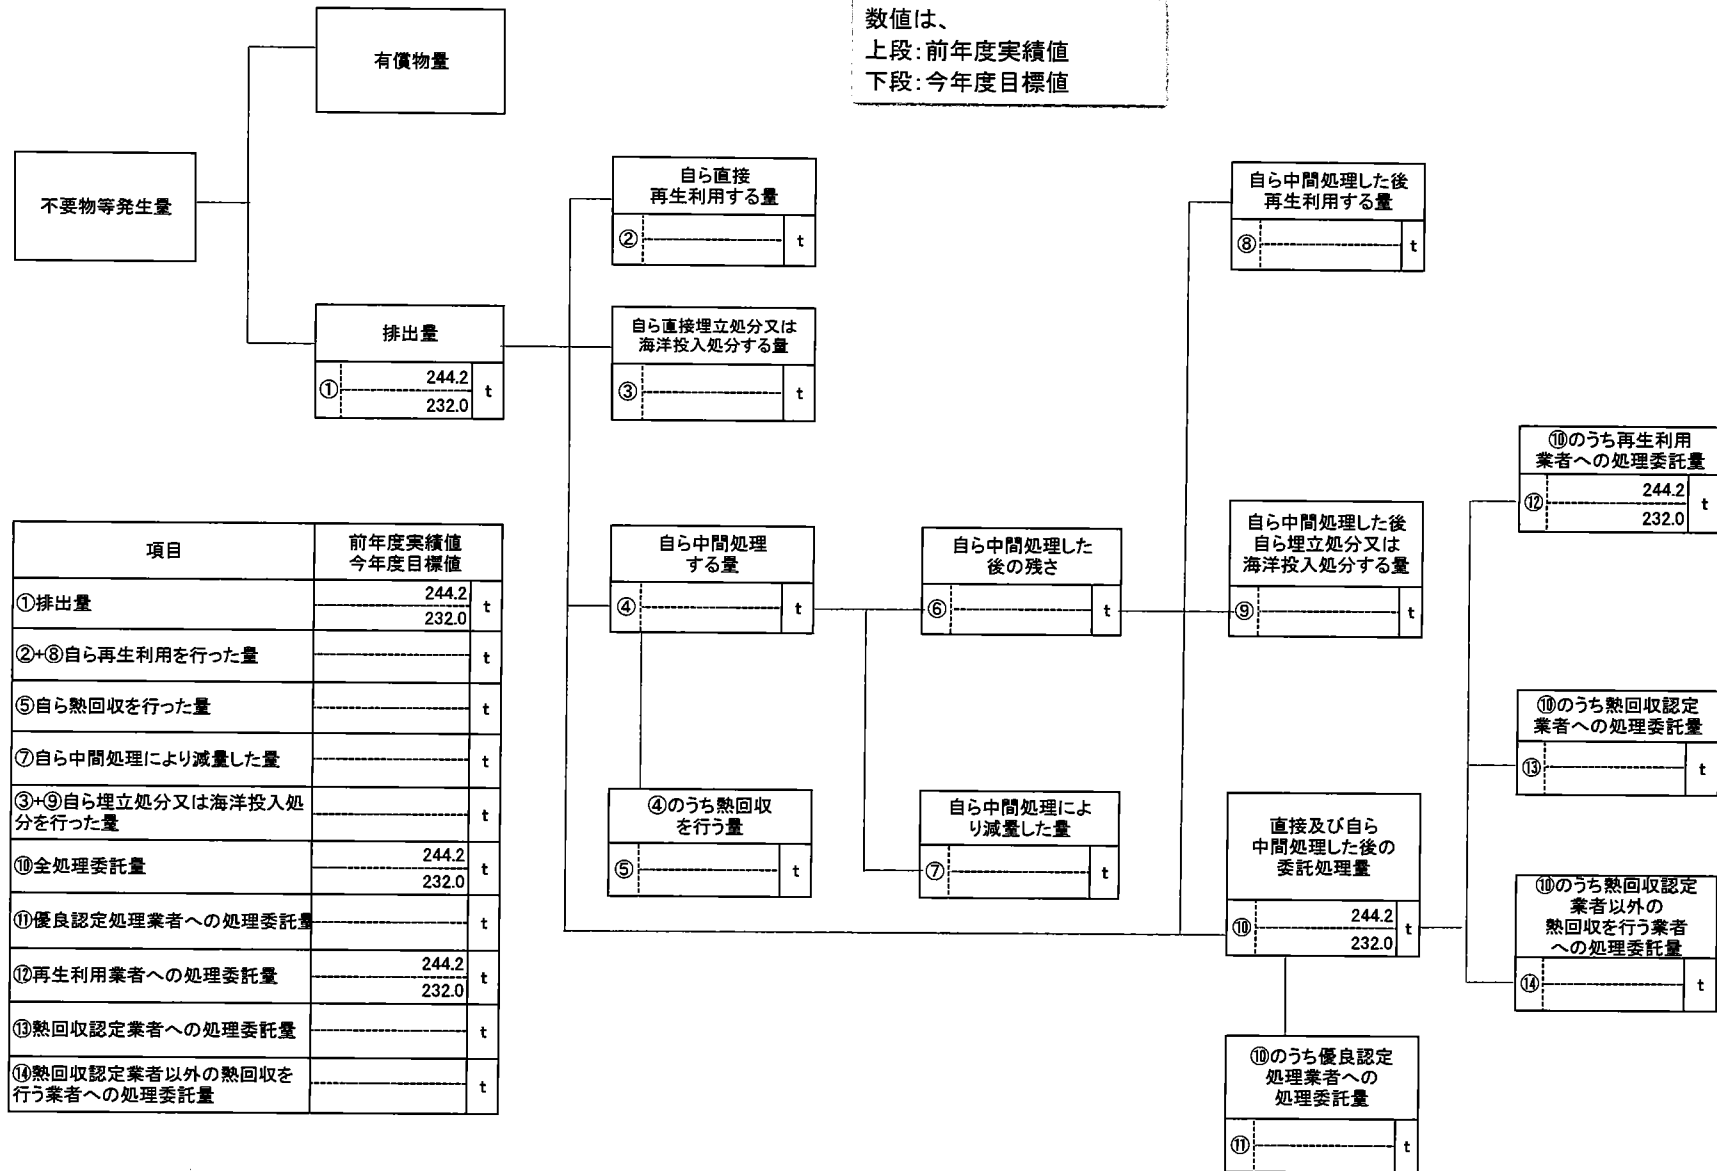 数値は、
上段：前年度実績値
下段：今年度目標値
有償物量
不要物等発生量
排出量
①
244.2
232.0
t
自ら直接
再生利用する量
②
t
自ら直接埋立処分又は
海洋投入処分する量
③
t
自ら中間処理
する量
④
t
④のうち熱回収
を行う量
⑤
t
自ら中間処理した
後の残さ
⑥
t
自ら中間処理によ
り減量した量
⑦
t
自ら中間処理した後
再生利用する量
⑧
t
自ら中間処理した後
自ら埋立処分又は
海洋投入処分する量
⑨
t
直接及び自ら
中間処理した後の
委託処理量
⑩
244.2
232.0
t
⑩のうち優良認定
処理業者への
処理委託量
⑪
t
⑩のうち再生利用
業者への処理委託量
⑫
244.2
232.0
t
⑩のうち熱回収認定
業者への処理委託量
⑬
t
⑩のうち熱回収認定
業者以外の
熱回収を行う業者
への処理委託量
⑭
t
項目
前年度実績値
今年度目標値
①排出量
244.2
232.0
t
②+⑧自ら再生利用を行った量
t
⑤自ら熱回収を行った量
t
⑦自ら中間処理により減量した量
t
③+⑨自ら埋立処分又は海洋投入処
分を行った量
t
⑩全処理委託量
244.2
232.0
t
⑪優良認定処理業者への処理委託量
t
⑫再生利用業者への処理委託量
244.2
232.0
t
⑬熱回収認定業者への処理委託量
t
⑭熱回収認定業者以外の熱回収を
行う業者への処理委託量
t